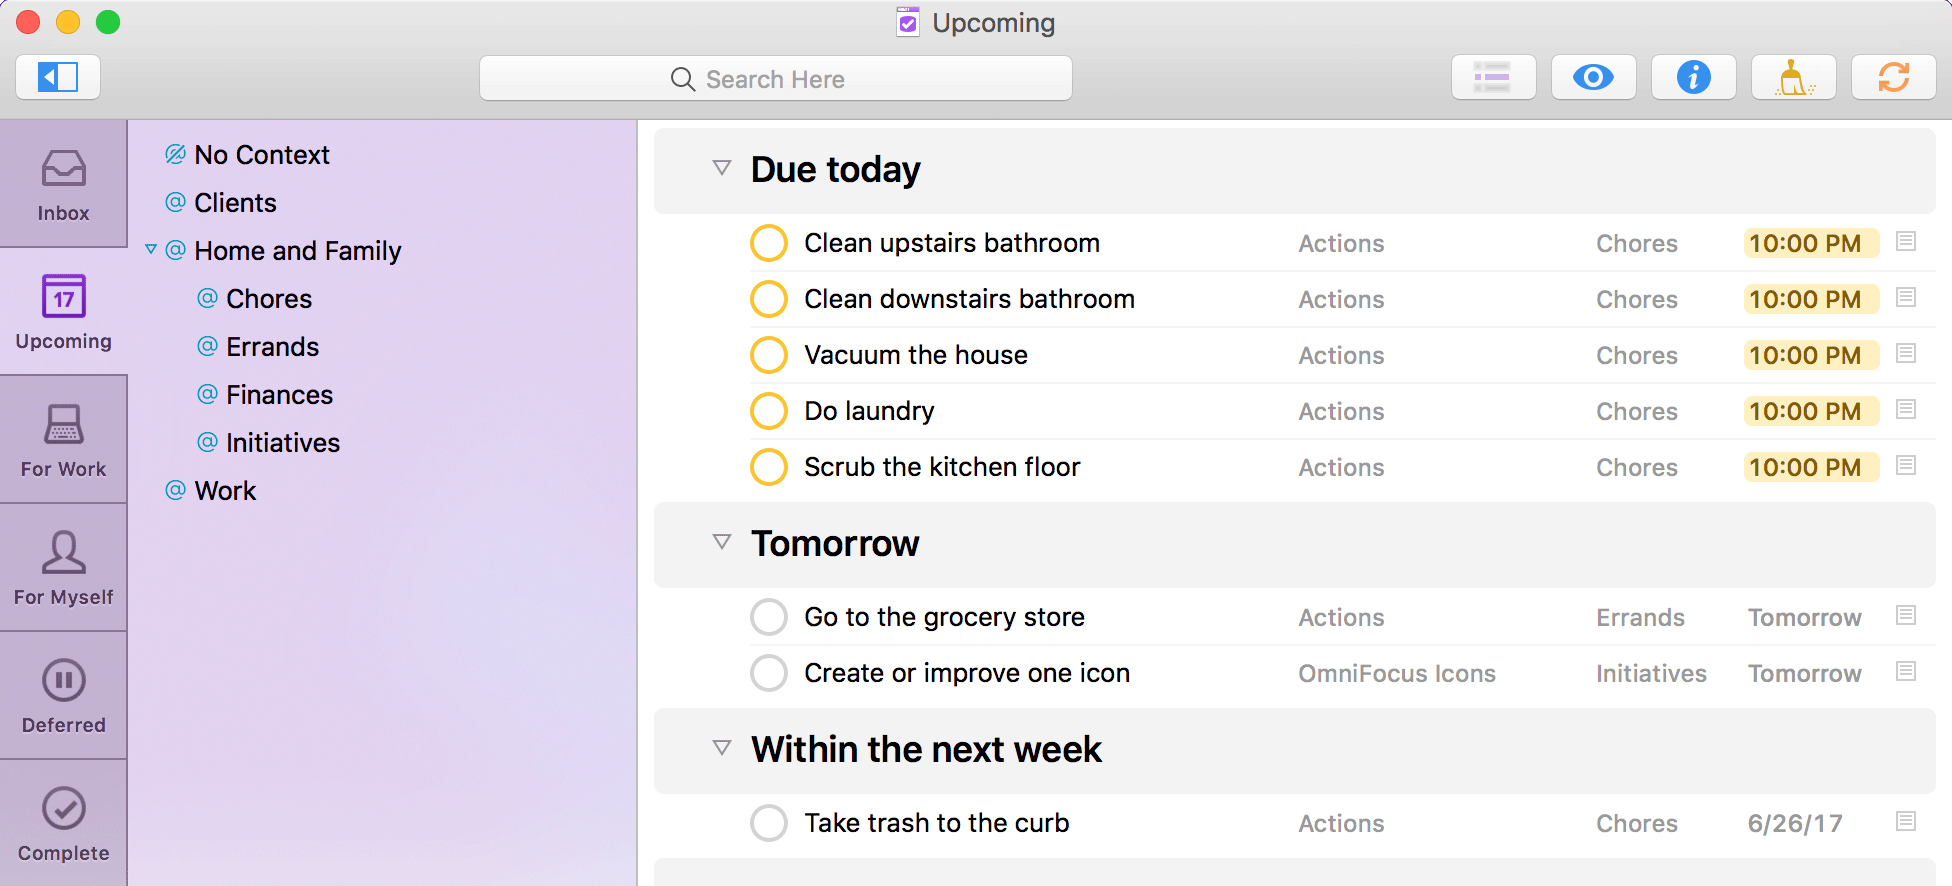 Upcoming
Search Here
Inbox
17
Upcoming
For Work
For Myself
Deferred
Complete
No Context
@ Clients
@ Home and Family
@ Chores
@ Errands
@ Finances
@ Initiatives
@ Work
Due today
Clean upstairs bathroom Actions Chores 10:00 PM
Clean downstairs bathroom Actions Chores 10:00 PM
Vacuum the house Actions Chores 10:00 PM
Do laundry Actions Chores 10:00 PM
Scrub the kitchen floor Actions Chores 10:00 PM
Tomorrow
Go to the grocery store Actions Errands Tomorrow
Create or improve one icon OmniFocus Icons Initiatives Tomorrow
Within the next week
Take trash to the curb Actions Chores 6/26/17